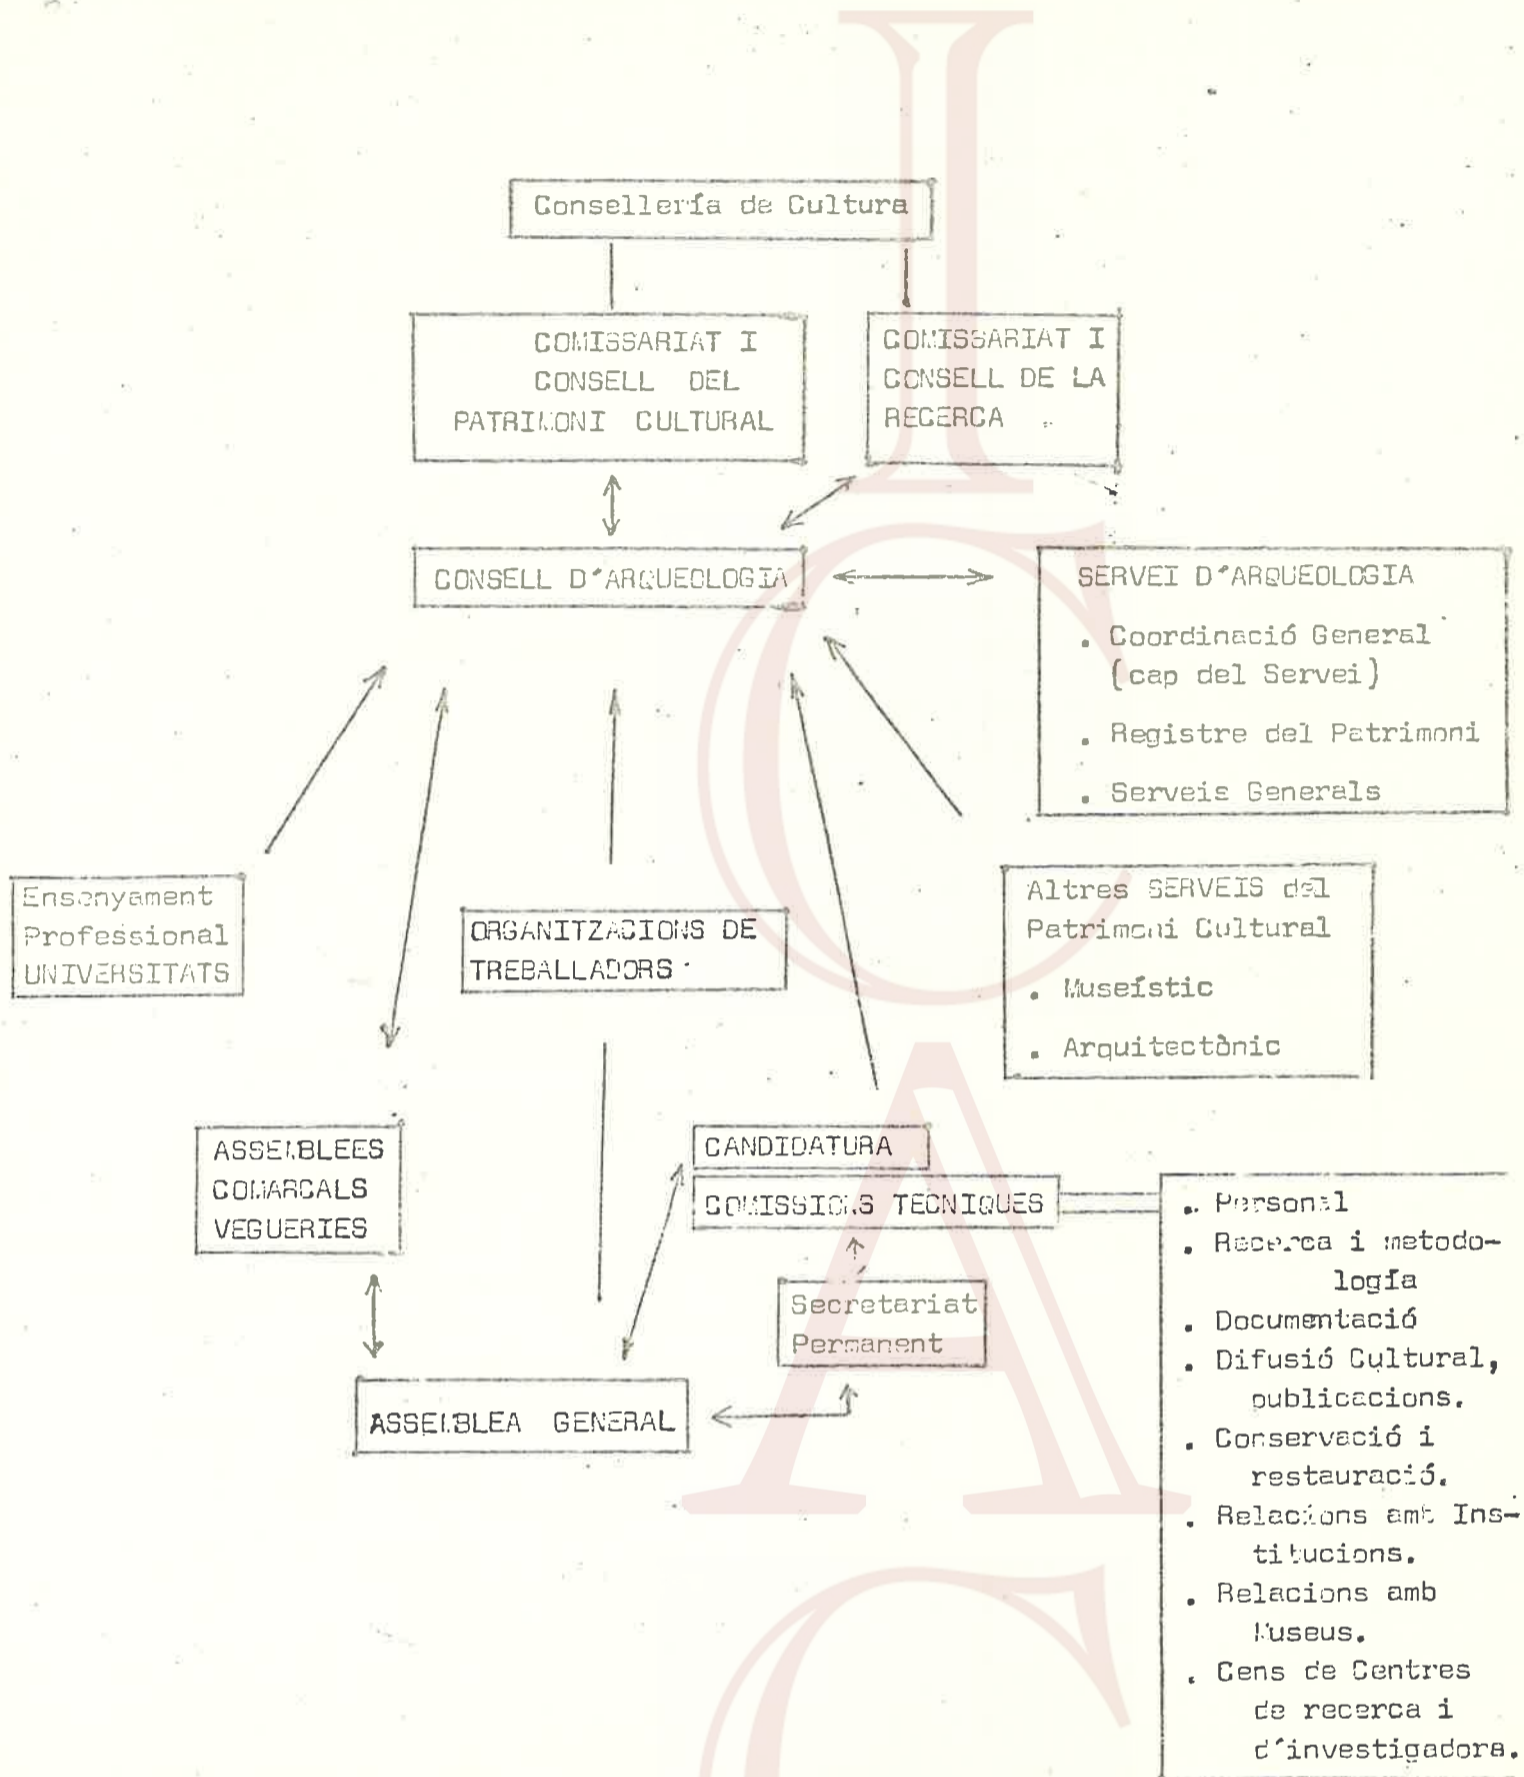 Consellería de Cultura
COMISSARIAT I
CONSELL DEL
PATRIMONI CULTURAL
COMISSARIAT I
CONSELL DE LA
RECERCA
CONSELL D´ARQUEOLOGIA
SERVEI D´ARQUEOLOGIA
. Coordinació General
(cap del Servei)
. Registre del Patrimoni
. Serveis Generals
Ensenyament
Professional
UNIVERSITATS
ORGANITZACIONS DE
TREBALLADORS
Altres SERVEIS del
Patrimoni Cultural
. Museístic
. Arquitectònic
ASSEMBLEES
COMARCALS
VEGUERIES
CANDIDATURA
COMISSIONS TECNIQUES
Secretariat
Permanent
ASSEMBLEA GENERAL
. Personal
. Recerca i metodo-
logía
. Documentació
. Difusió Cultural,
publicacions.
. Conservació i
restauració.
. Relacions amb Ins-
titucions.
. Relacions amb
Museus.
. Cens de Centres
de recerca i
d´investigadors.
I
C
A
C